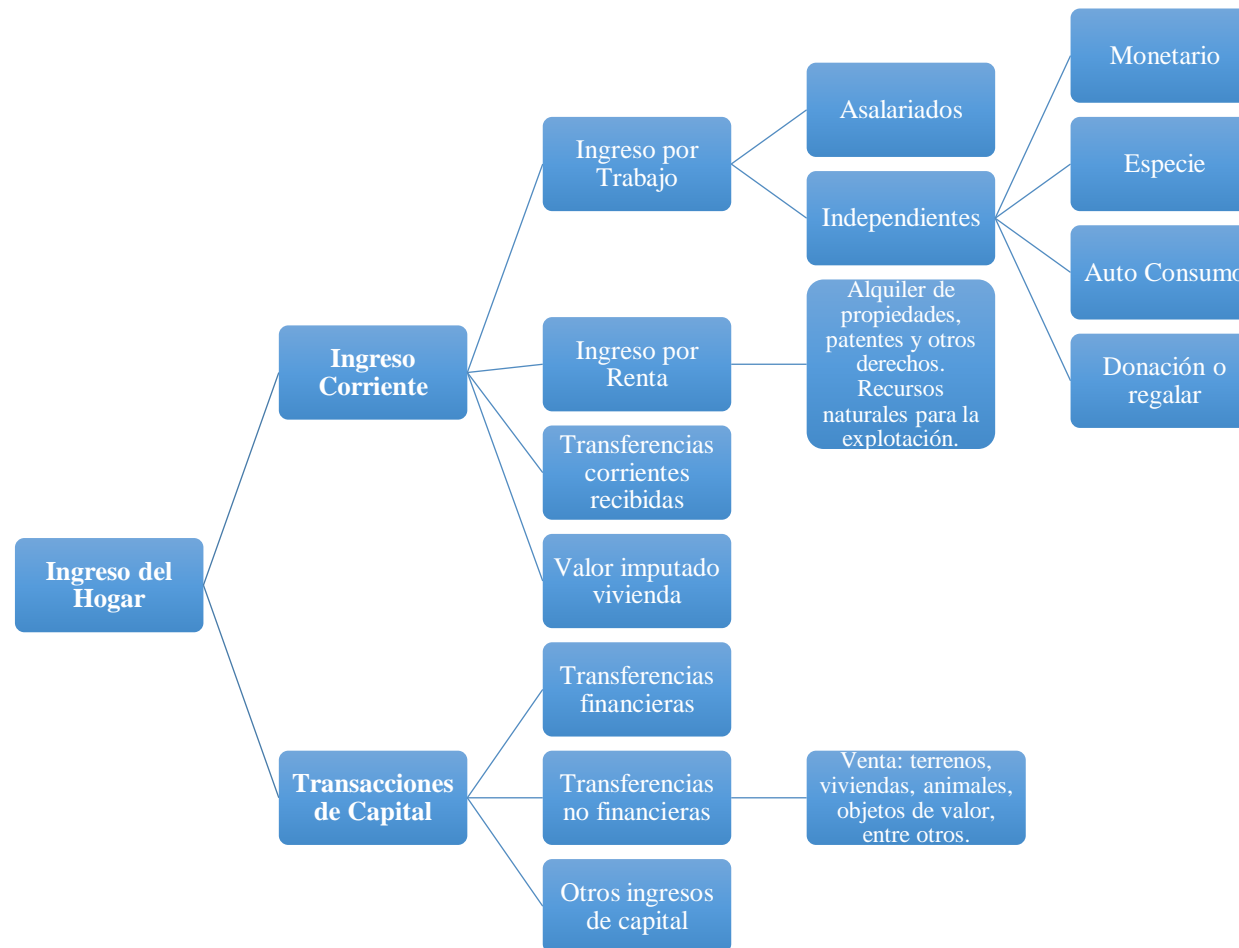 Ingreso del
Hogar
Ingreso
Corriente
Ingreso por
Trabajo
Asalariados
Independientes
Monetario
Especie
Auto Consumo
Donación o
regalar
Ingreso por
Renta
Alquiler de
propiedades,
patentes y otros
derechos.
Recursos
naturales para la
explotación.
Transferencias
corrientes
recibidas
Valor imputado
vivienda
Transacciones
de Capital
Transferencias
financieras
Transferencias
no financieras
Venta: terrenos,
viviendas, animales,
objetos de valor,
entre otros.
Otros ingresos
de capital